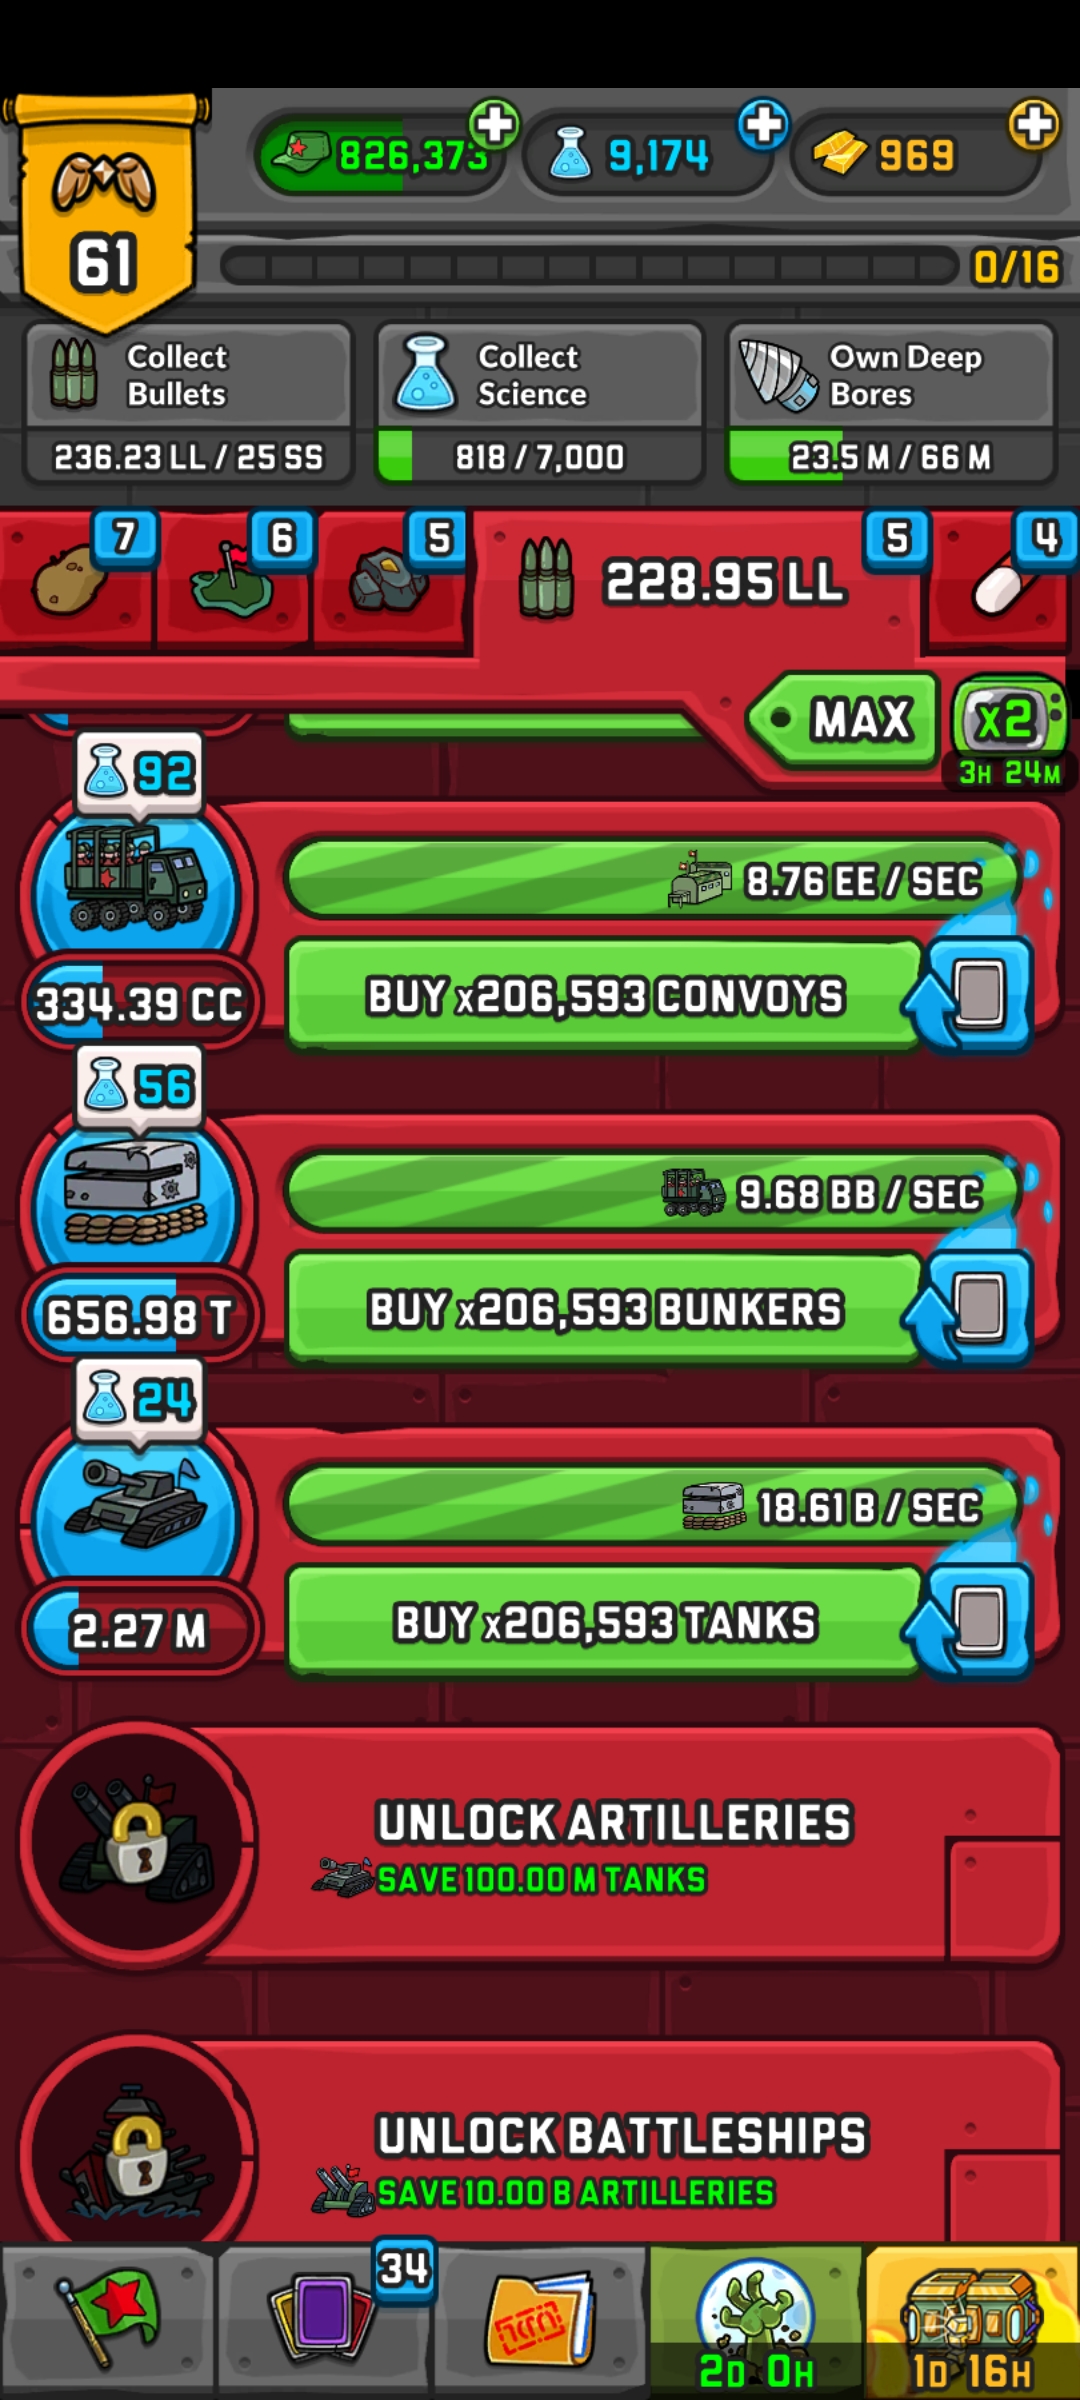 826,373
9,174
969
61
0/16
Collect
Bullets
236.23 LL / 25 SS
Collect
Science
818 / 7,000
Own Deep
Bores
23.5 M / 66 M
7
6
5
228.95 LL
5
4
MAX
x2
3H 24M
92
8.76 EE / SEC
334.39 CC
BUY x206,593 CONVOYS
56
9.68 BB / SEC
656.98 T
BUY x206,593 BUNKERS
24
18.61 B / SEC
2.27 M
BUY x206,593 TANKS
UNLOCK ARTILLERIES
SAVE 100.00 M TANKS
UNLOCK BATTLESHIPS
SAVE 10.00 B ARTILLERIES
34
2D 0H
1D 16H